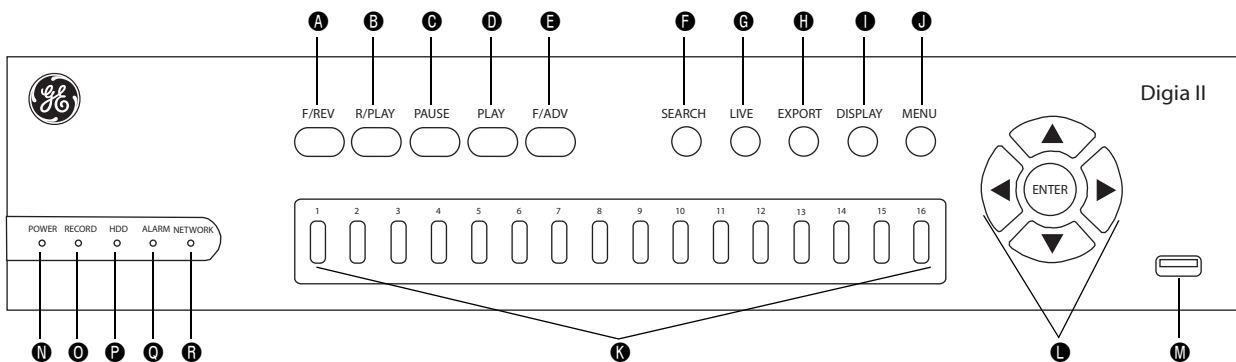 A B C D E F G H I J
GE
Digia II
F/REV R/PLAY PAUSE PLAY F/ADV SEARCH LIVE EXPORT DISPLAY MENU
ENTER
1 2 3 4 5 6 7 8 9 10 11 12 13 14 15 16
POWER RECORD HDD ALARM NETWORK
N O P Q R K L M